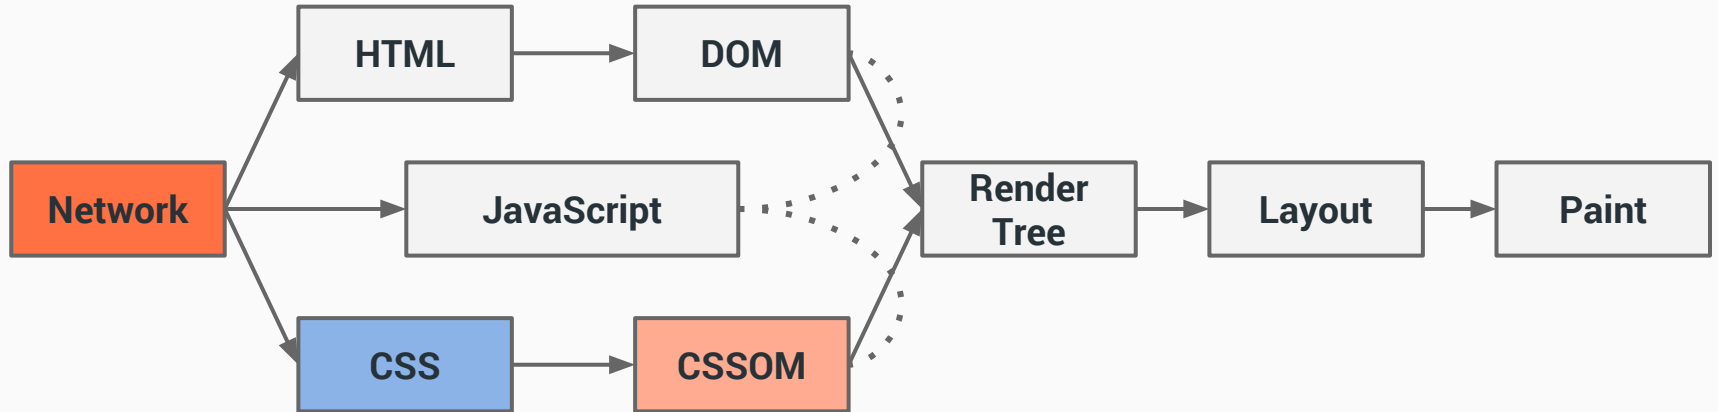 HTML
DOM
Network
JavaScript
Render
Tree
Layout
Paint
CSS
CSSOM